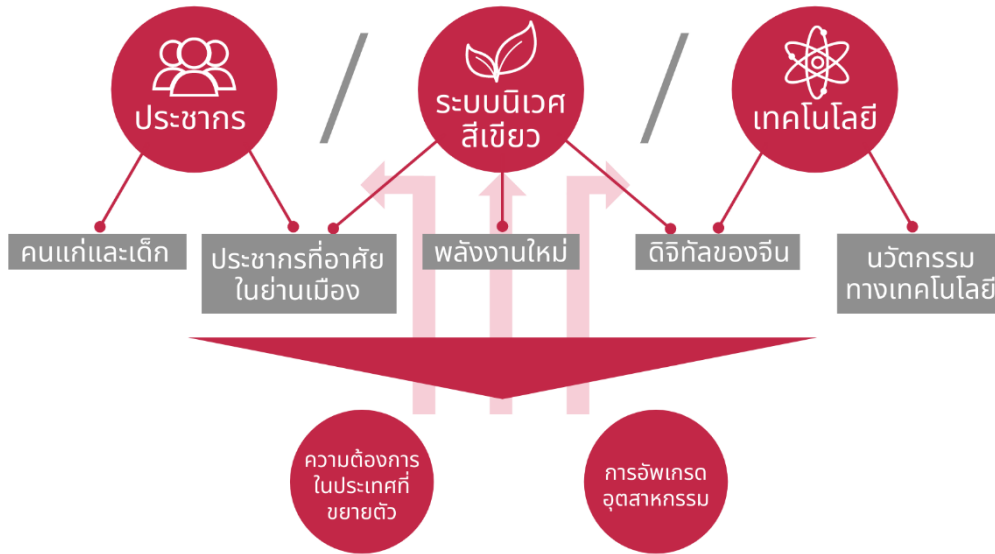 ประชากร
ระบบนิเวศ
สีเขียว
เทคโนโลยี
คนแก่และเด็ก
ประชากรที่อาศัย
ในย่านเมือง
พลังงานใหม่
ดิจิทัลของจีน
นวัตกรรม
ทางเทคโนโลยี
ความต้องการ
ในประเทศที่
ขยายตัว
การอัพเกรด
อุตสาหกรรม